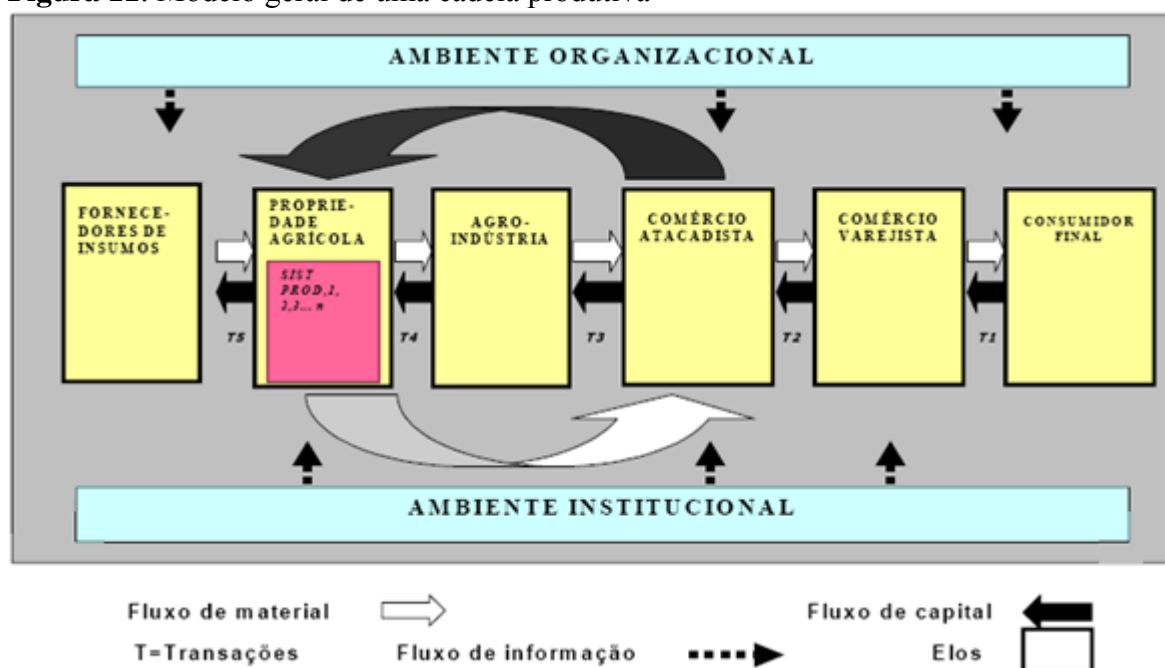 Figura 22. Modelo geral de uma cadeia produtiva
AMBIENTE ORGANIZACIONAL
FORNECE-
DORES DE
INSUMOS
PROPRIE-
DADE
AGRÍCOLA
SIST
PROD,1,
2,3... n
AGRO-
INDÚSTRIA
COMÉRCIO
ATACADISTA
COMÉRCIO
VAREJISTA
CONSUMIDOR
FINAL
T5
T4
T3
T2
T1
AMBIENTE INSTITUCIONAL
Fluxo de material
Fluxo de capital
T=Transações
Fluxo de informação
Elos